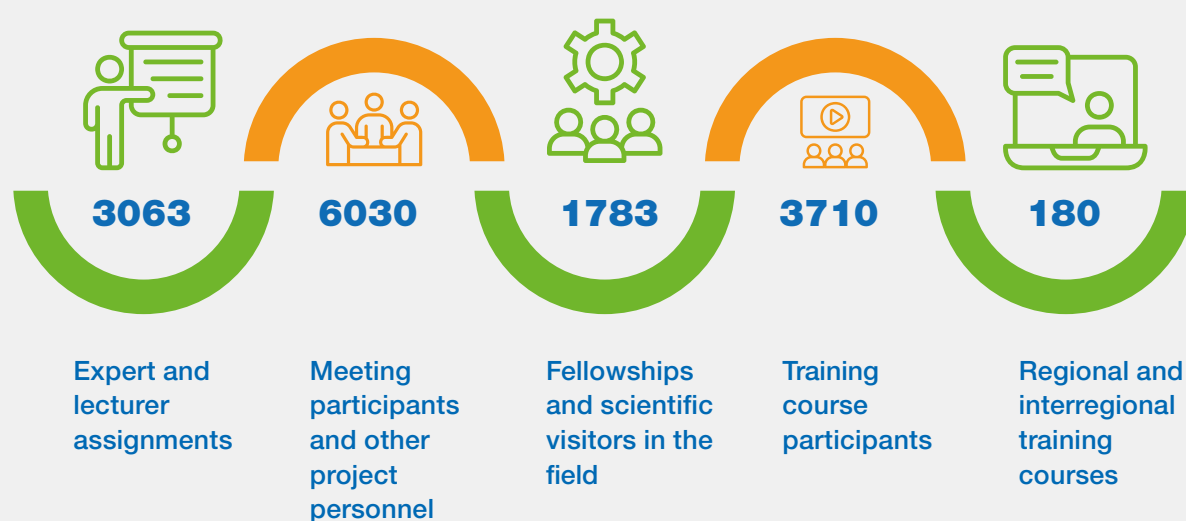 3063
6030
1783
3710
180
Expert and
lecturer
assignments
Meeting
participants
and other
project
personnel
Fellowships
and scientific
visitors in the
field
Training
course
participants
Regional and
interregional
training
courses